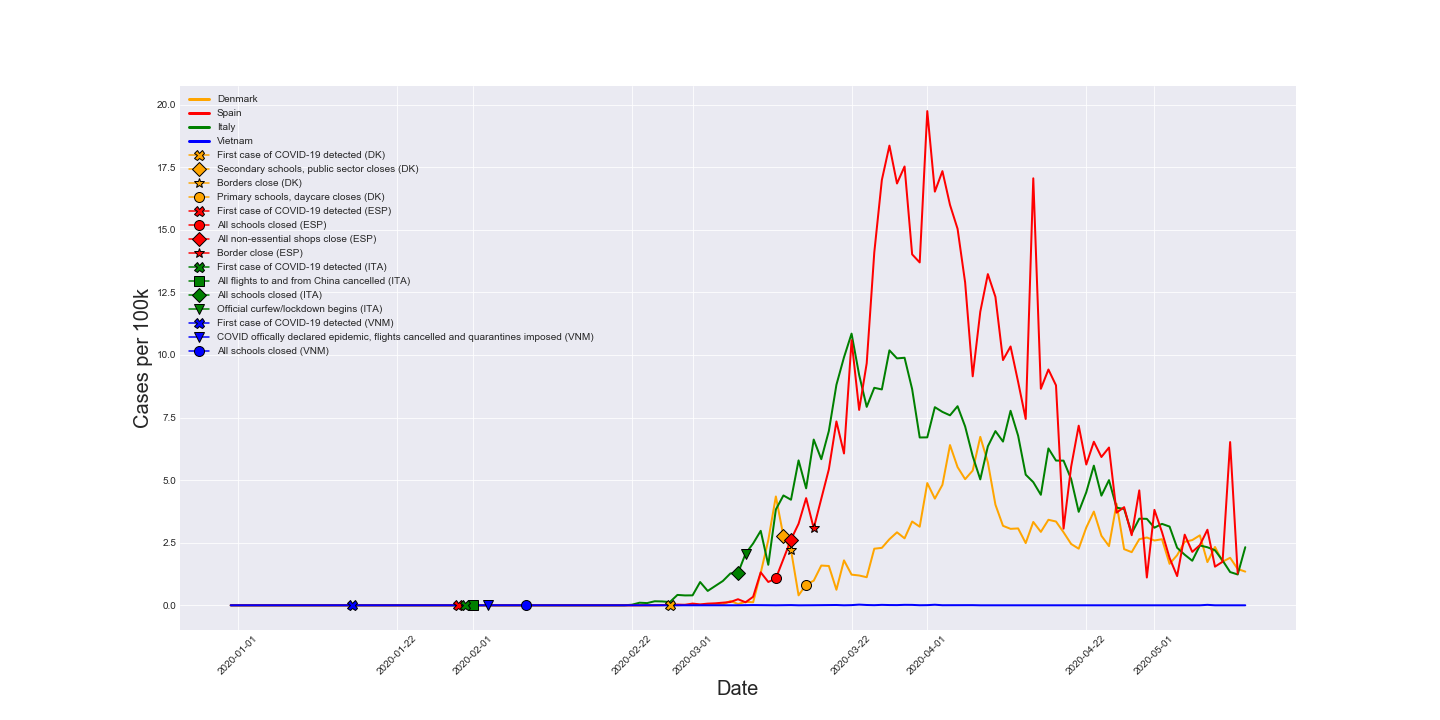 20.0
17.5
15.0
12.5
10.0
7.5
5.0
2.5
0.0
Cases per 100k
Denmark
Spain
Italy
Vietnam
First case of COVID-19 detected (DK)
Secondary schools, public sector closes (DK)
Borders close (DK)
Primary schools, daycare closes (DK)
First case of COVID-19 detected (ESP)
All schools closed (ESP)
All non-essential shops close (ESP)
Border close (ESP)
First case of COVID-19 detected (ITA)
All flights to and from China cancelled (ITA)
All schools closed (ITA)
Official curfew/lockdown begins (ITA)
First case of COVID-19 detected (VNM)
COVID offically declared epidemic, flights cancelled and quarantines imposed (VNM)
All schools closed (VNM)
2020-01-01
2020-01-22
2020-02-01
2020-02-22
2020-03-01
2020-03-22
2020-04-01
2020-04-22
2020-05-01
Date